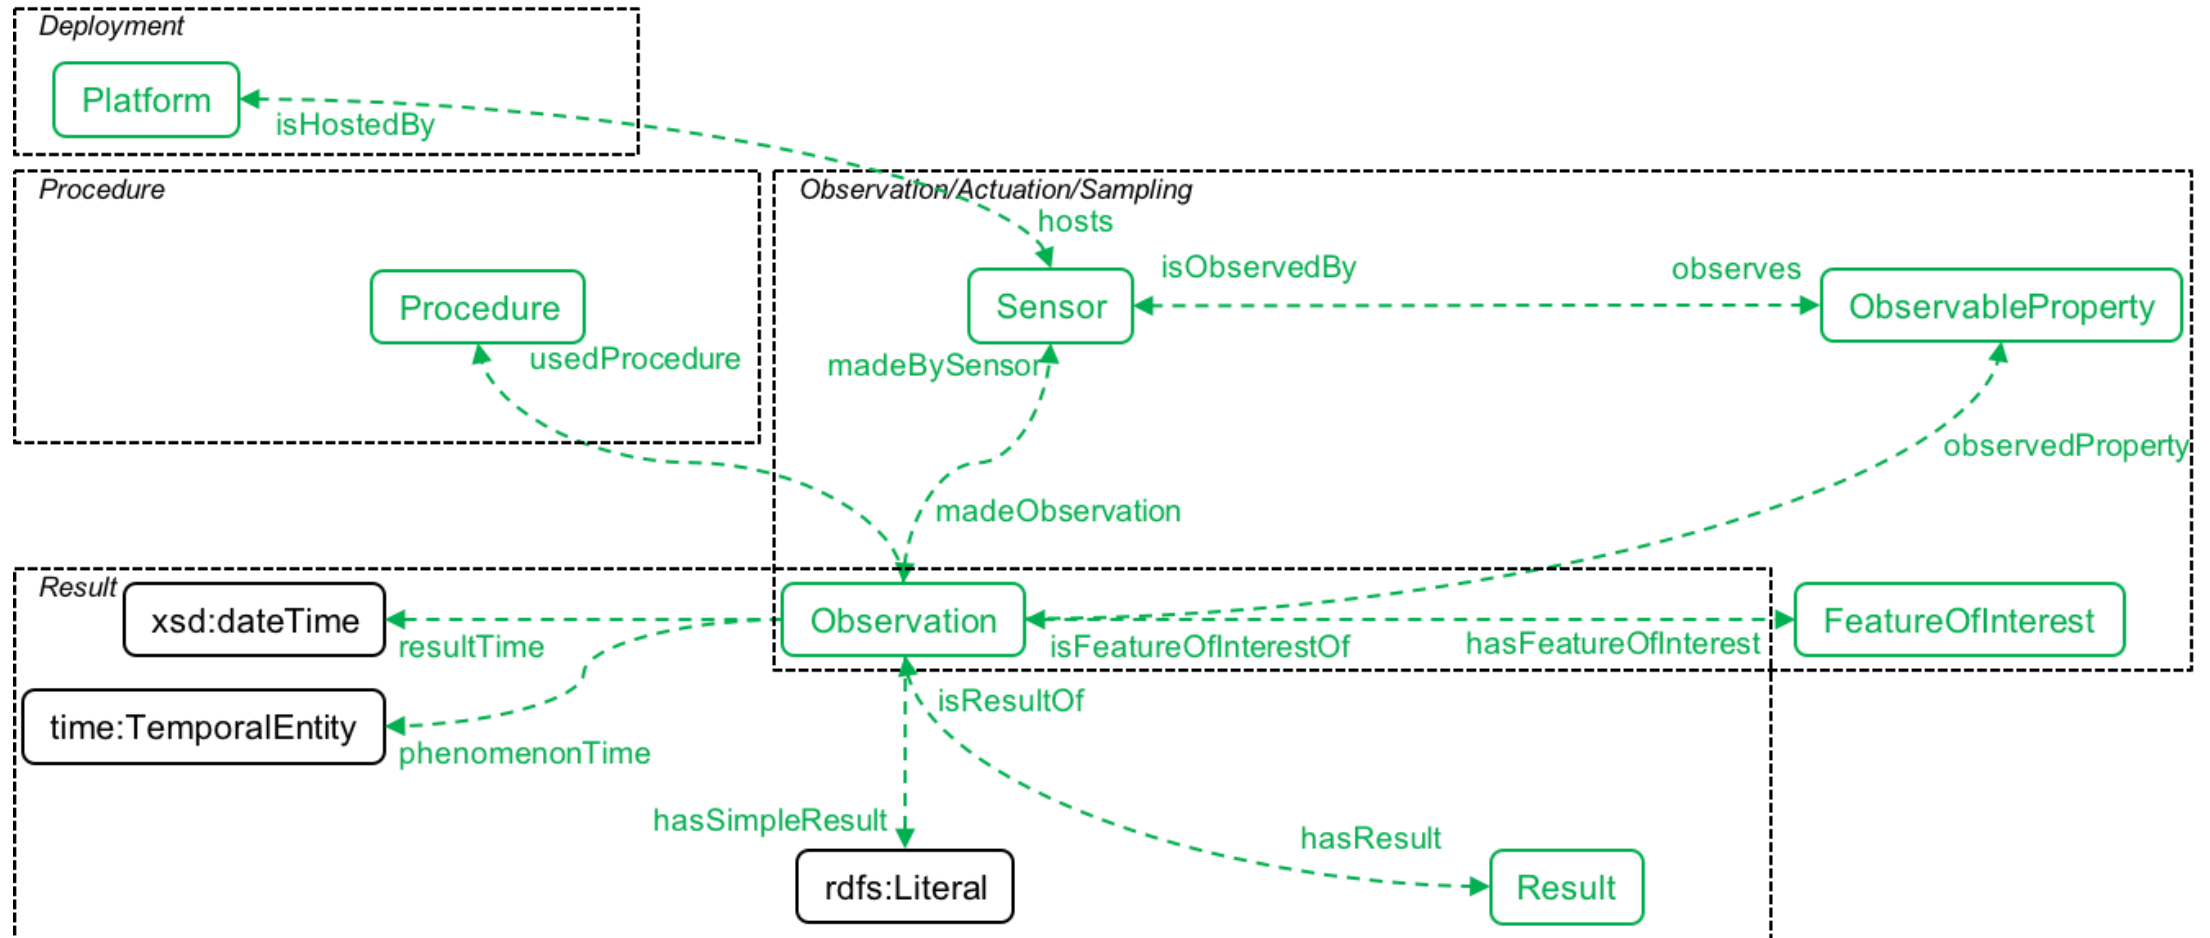 Deployment
Platform
isHostedBy
Procedure
Observation/Actuation/Sampling
hosts
isObservedBy
observes
Procedure
Sensor
ObservableProperty
usedProcedure
madeBySensor
observedProperty
madeObservation
Result
xsd:dateTime
Observation
FeatureOfInterest
resultTime
isFeatureOfInterestOf
hasFeatureOfInterest
time:TemporalEntity
isResultOf
phenomenonTime
hasSimpleResult
hasResult
rdfs:Literal
Result